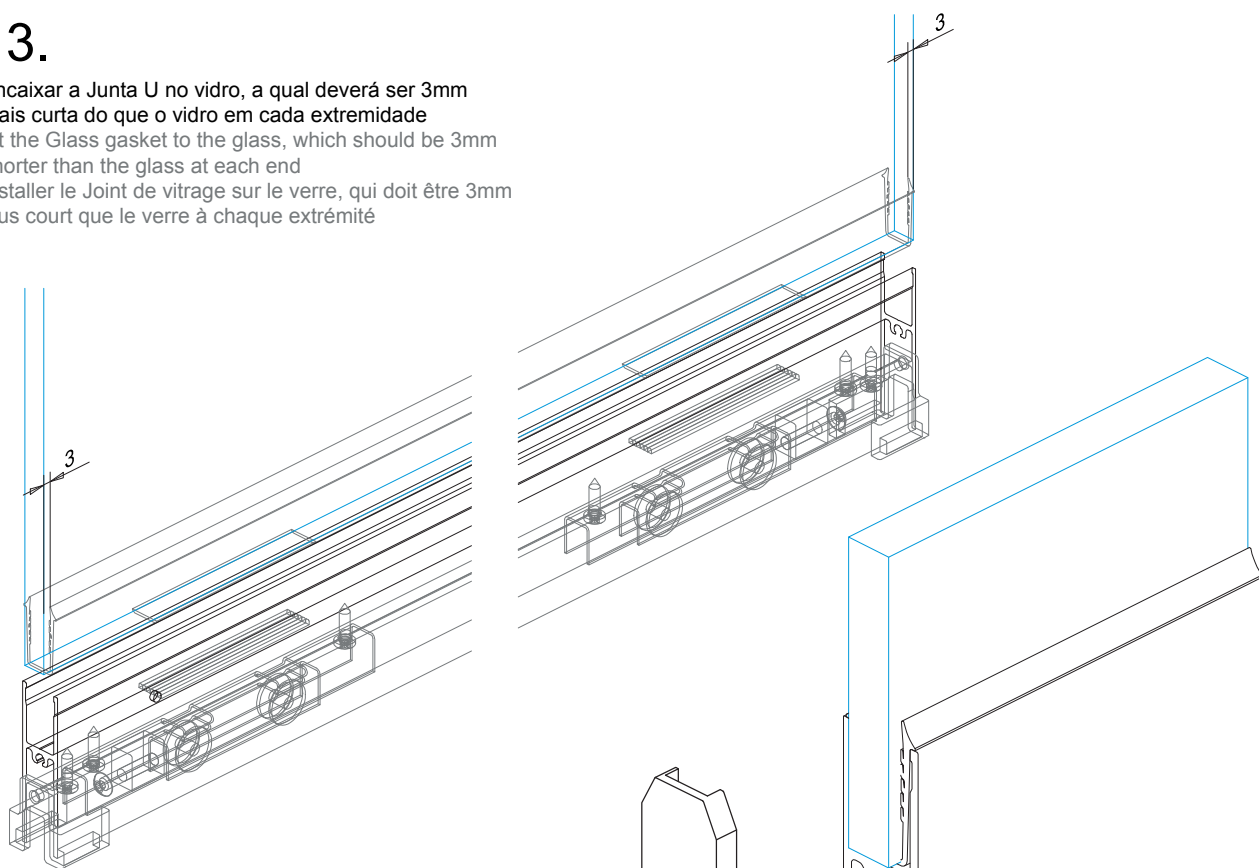 3.
ncaixar a Junta U no vidro, a qual deverá ser 3mm
ais curta do que o vidro em cada extremidade
t the Glass gasket to the glass, which should be 3mm
horter than the glass at each end
staller le Joint de vitrage sur le verre, qui doit être 3mm
us court que le verre à chaque extrémité
3
3